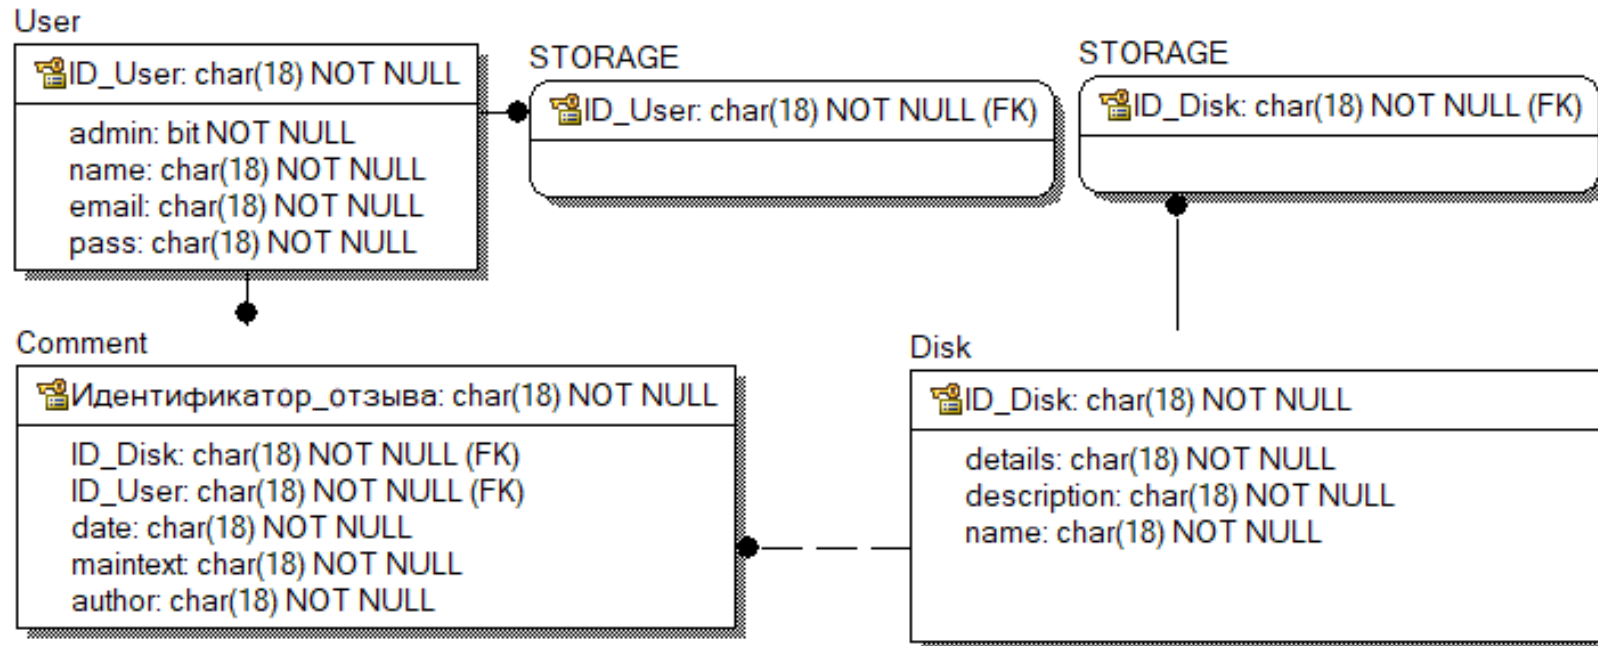 User
ID_User: char(18) NOT NULL
admin: bit NOT NULL
name: char(18) NOT NULL
email: char(18) NOT NULL
pass: char(18) NOT NULL
STORAGE
ID_User: char(18) NOT NULL (FK)
STORAGE
ID_Disk: char(18) NOT NULL (FK)
Comment
Идентификатор_отзыва: char(18) NOT NULL
ID_Disk: char(18) NOT NULL (FK)
ID_User: char(18) NOT NULL (FK)
date: char(18) NOT NULL
maintext: char(18) NOT NULL
author: char(18) NOT NULL
Disk
ID_Disk: char(18) NOT NULL
details: char(18) NOT NULL
description: char(18) NOT NULL
name: char(18) NOT NULL